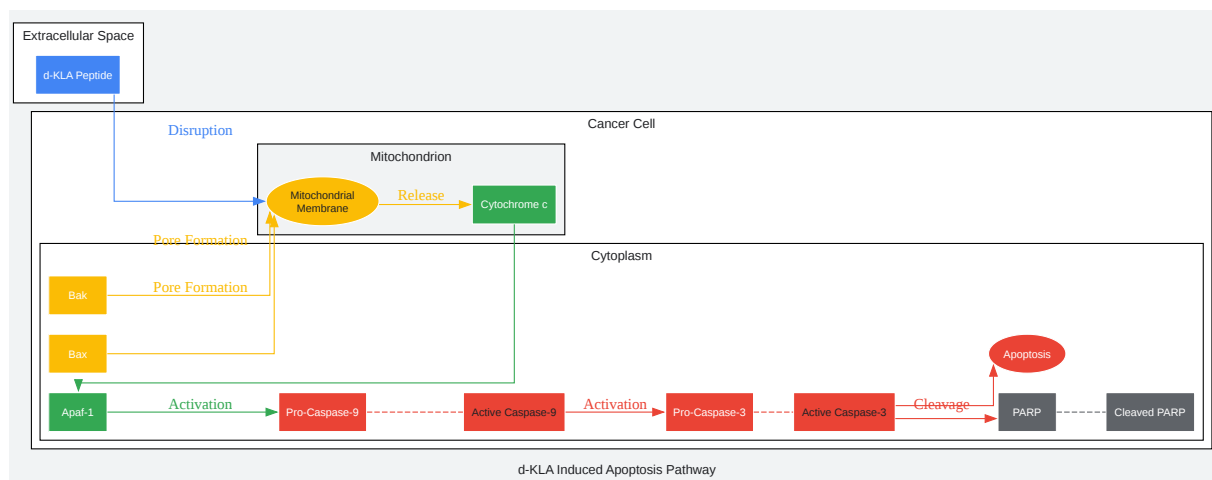 Extracellular Space
d-KLA Peptide
Cancer Cell
Disruption
Mitochondrion
Mitochondrial
Membrane
Release
Cytochrome c
Pore Formation
Cytoplasm
Bak
Pore Formation
Bax
Apoptosis
Apaf-1
Activation
Pro-Caspase-9
Active Caspase-9
Activation
Pro-Caspase-3
Active Caspase-3
Cleavage
PARP
Cleaved PARP
d-KLA Induced Apoptosis Pathway